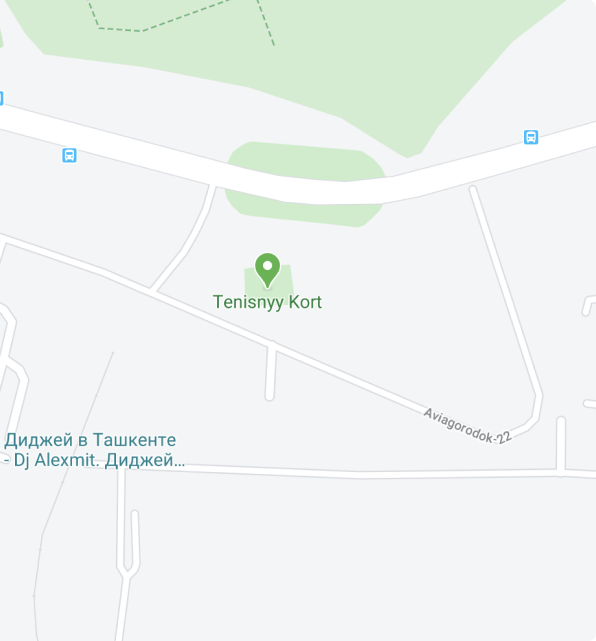 Tenisnyy Kort
Aviagorodok-22
Диджей в Ташкенте
- Dj Alexmit. Диджей...